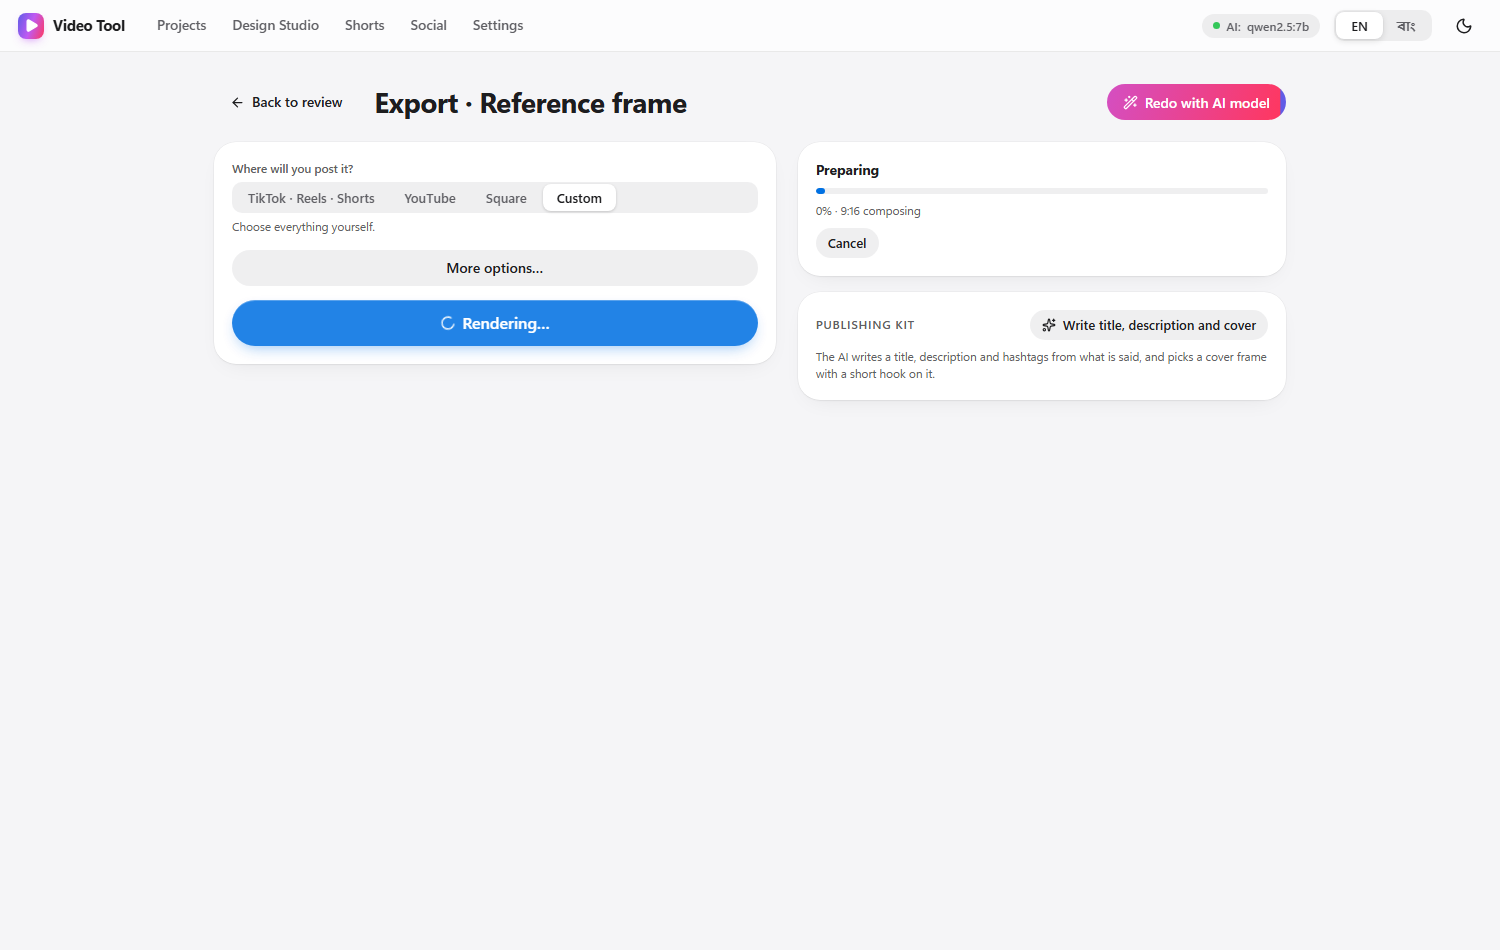 Video Tool Projects Design Studio Shorts Social Settings AI: qwen2.5:7b EN বাং
Back to review Export · Reference frame Redo with AI model
Where will you post it?
TikTok · Reels · Shorts YouTube Square Custom
Choose everything yourself.
More options...
Rendering...
Preparing
0% · 9:16 composing
Cancel
PUBLISHING KIT Write title, description and cover
The AI writes a title, description and hashtags from what is said, and picks a cover frame
with a short hook on it.